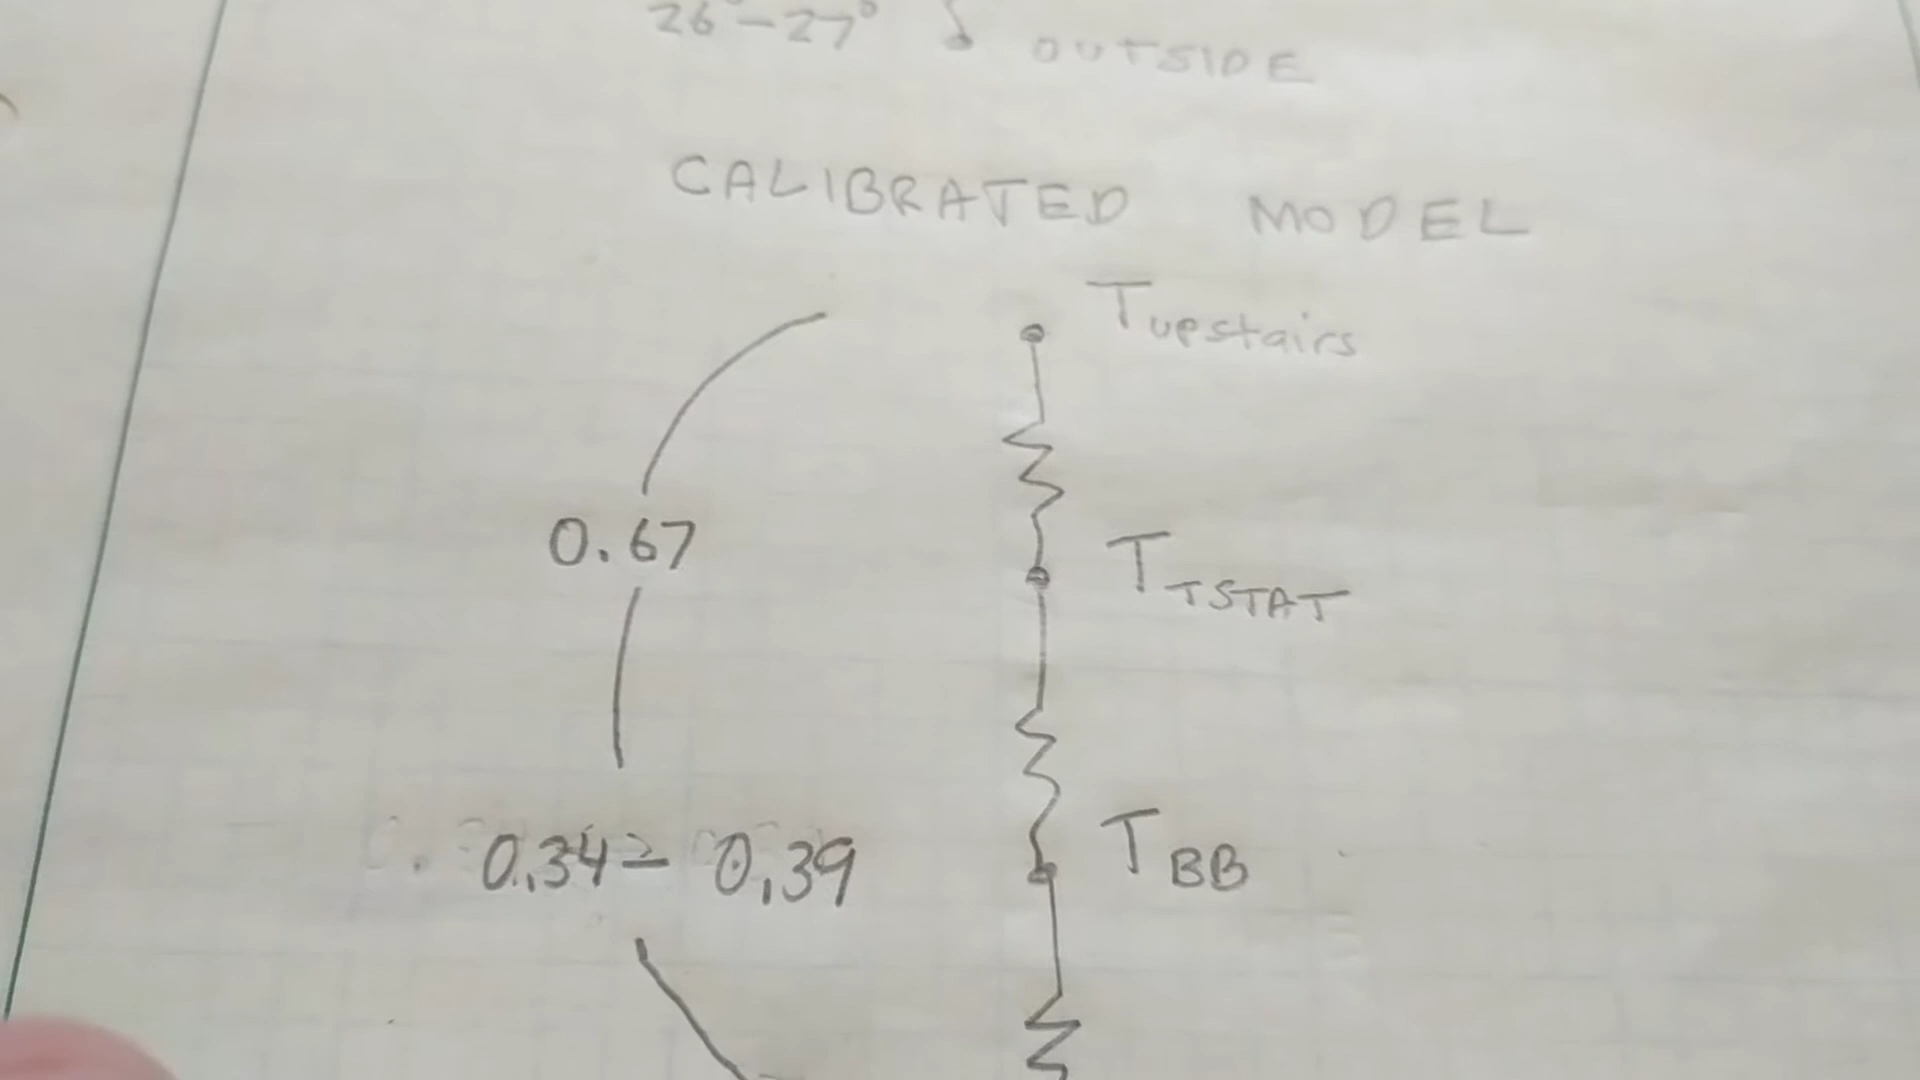 26°-27° OUTSIDE
CALIBRATED MODEL
Tupstairs
0.67
TTSTAT
0.34- 0.39
TBB